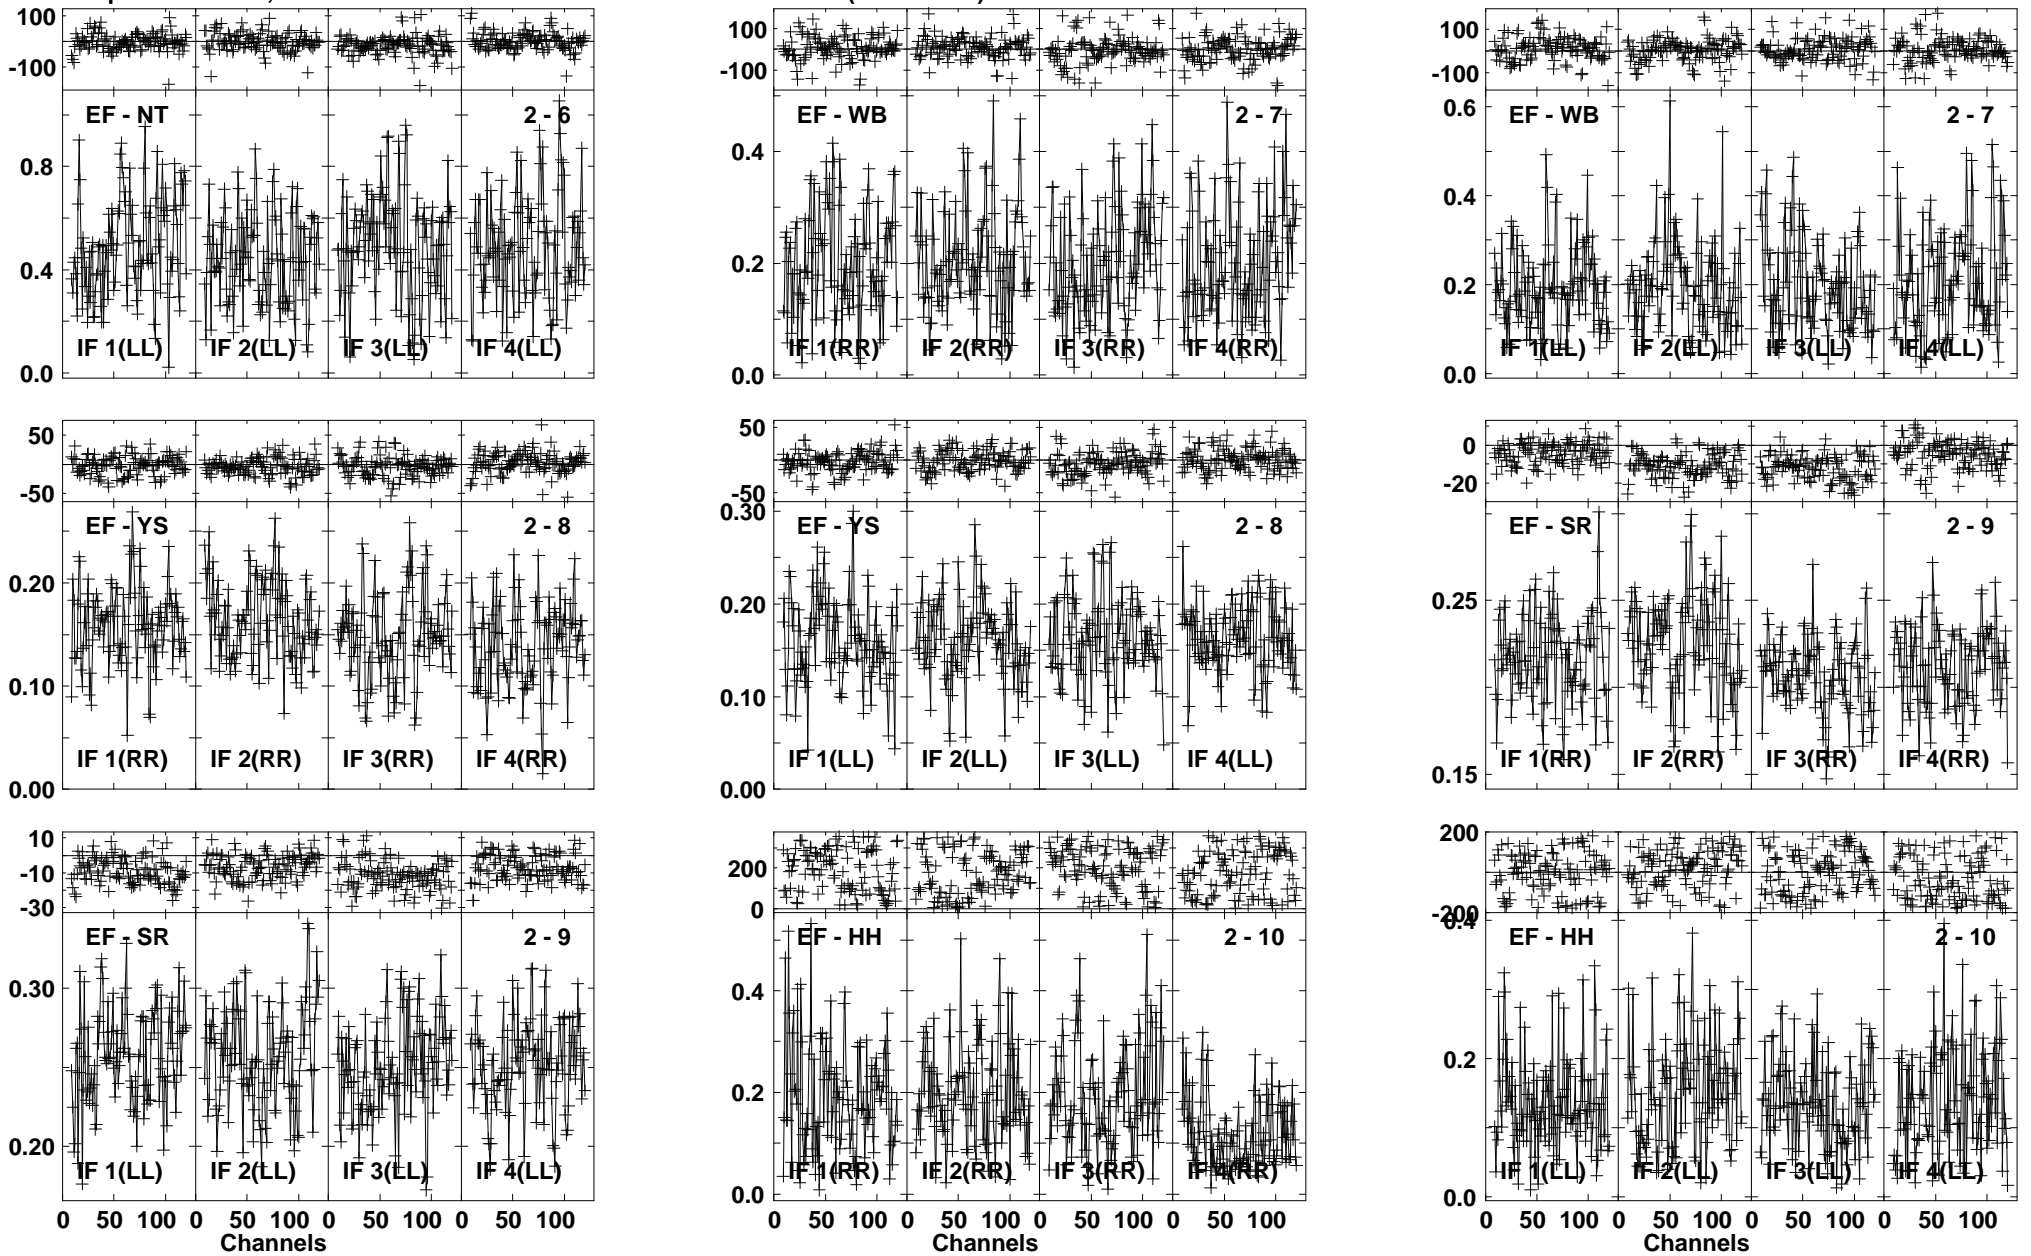 100
-100
EF - NT 2 - 6
0.8
0.4
0.0
IF 1(LL) IF 2(LL) IF 3(LL) IF 4(LL)
100
-100
EF - WB 2 - 7
0.4
0.2
0.0
IF 1(RR) IF 2(RR) IF 3(RR) IF 4(RR)
100
-100
EF - WB 2 - 7
0.6
0.4
0.2
0.0
IF 1(LL) IF 2(LL) IF 3(LL) IF 4(LL)
50
-50
EF - YS 2 - 8
0.20
0.10
0.00
IF 1(RR) IF 2(RR) IF 3(RR) IF 4(RR)
50
-50
0.30
EF - YS 2 - 8
0.20
0.10
0.00
IF 1(LL) IF 2(LL) IF 3(LL) IF 4(LL)
0
-20
EF - SR 2 - 9
0.25
0.15
IF 1(RR) IF 2(RR) IF 3(RR) IF 4(RR)
10
-10
-30
EF - SR 2 - 9
0.30
0.20
IF 1(LL) IF 2(LL) IF 3(LL) IF 4(LL)
0 50 100 0 50 100 0 50 100 0 50 100
Channels
200
0
EF - HH 2 - 10
0.4
0.2
0.0
IF 1(RR) IF 2(RR) IF 3(RR) IF 4(RR)
0 50 100 0 50 100 0 50 100 0 50 100
Channels
200
-200
0.4
EF - HH 2 - 10
0.2
0.0
IF 1(LL) IF 2(LL) IF 3(LL) IF 4(LL)
0 50 100 0 50 100 0 50 100 0 50 100
Channels